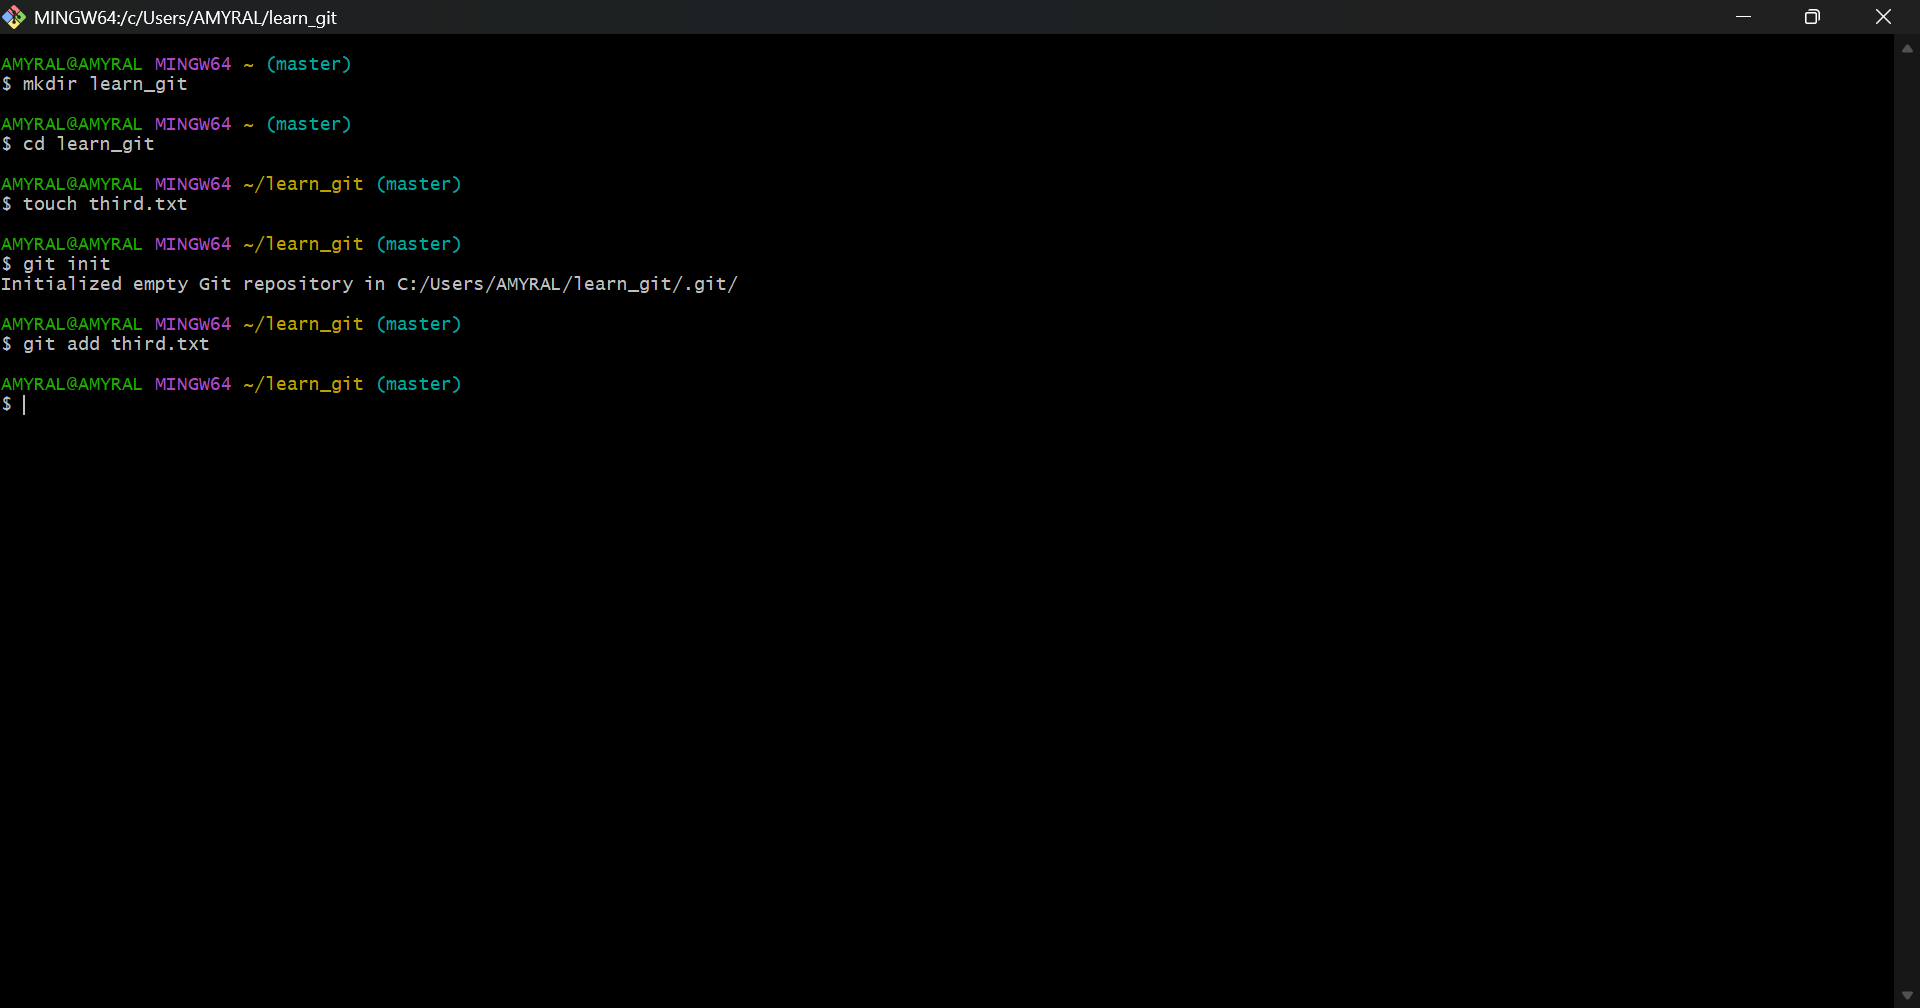 MINGW64:/c/Users/AMYRAL/learn_git
AMYRAL@AMYRAL MINGW64 ~ (master)
$ mkdir learn_git
AMYRAL@AMYRAL MINGW64 ~ (master)
$ cd learn_git
AMYRAL@AMYRAL MINGW64 ~/learn_git (master)
$ touch third.txt
AMYRAL@AMYRAL MINGW64 ~/learn_git (master)
$ git init
Initialized empty Git repository in C:/Users/AMYRAL/learn_git/.git/
AMYRAL@AMYRAL MINGW64 ~/learn_git (master)
$ git add third.txt
AMYRAL@AMYRAL MINGW64 ~/learn_git (master)
$